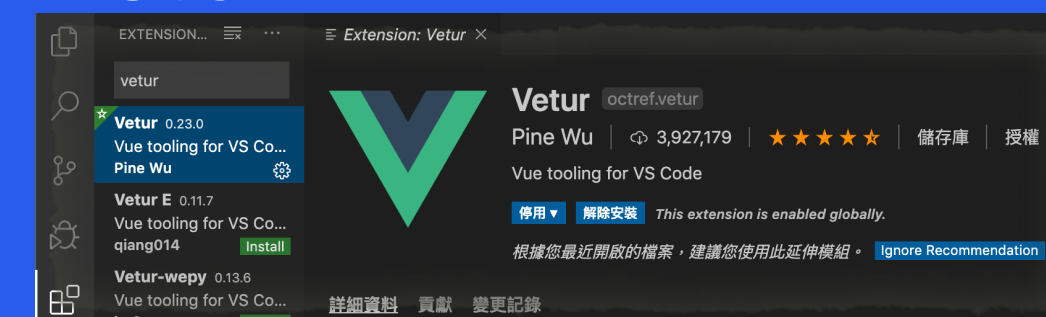 EXTENSION...
Extension: Vetur
vetur
Vetur 0.23.0
Vue tooling for VS Co...
Pine Wu
Vetur E 0.11.7
Vue tooling for VS Co...
qiang014 Install
Vetur-wepy 0.13.6
Vue tooling for VS Co...
Vetur octref.vetur
Pine Wu 3,927,179 儲存庫 授權
Vue tooling for VS Code
停用 解除安裝 This extension is enabled globally.
根據您最近開啟的檔案，建議您使用此延伸模組。 Ignore Recommendation
詳細資料 貢獻 變更記錄